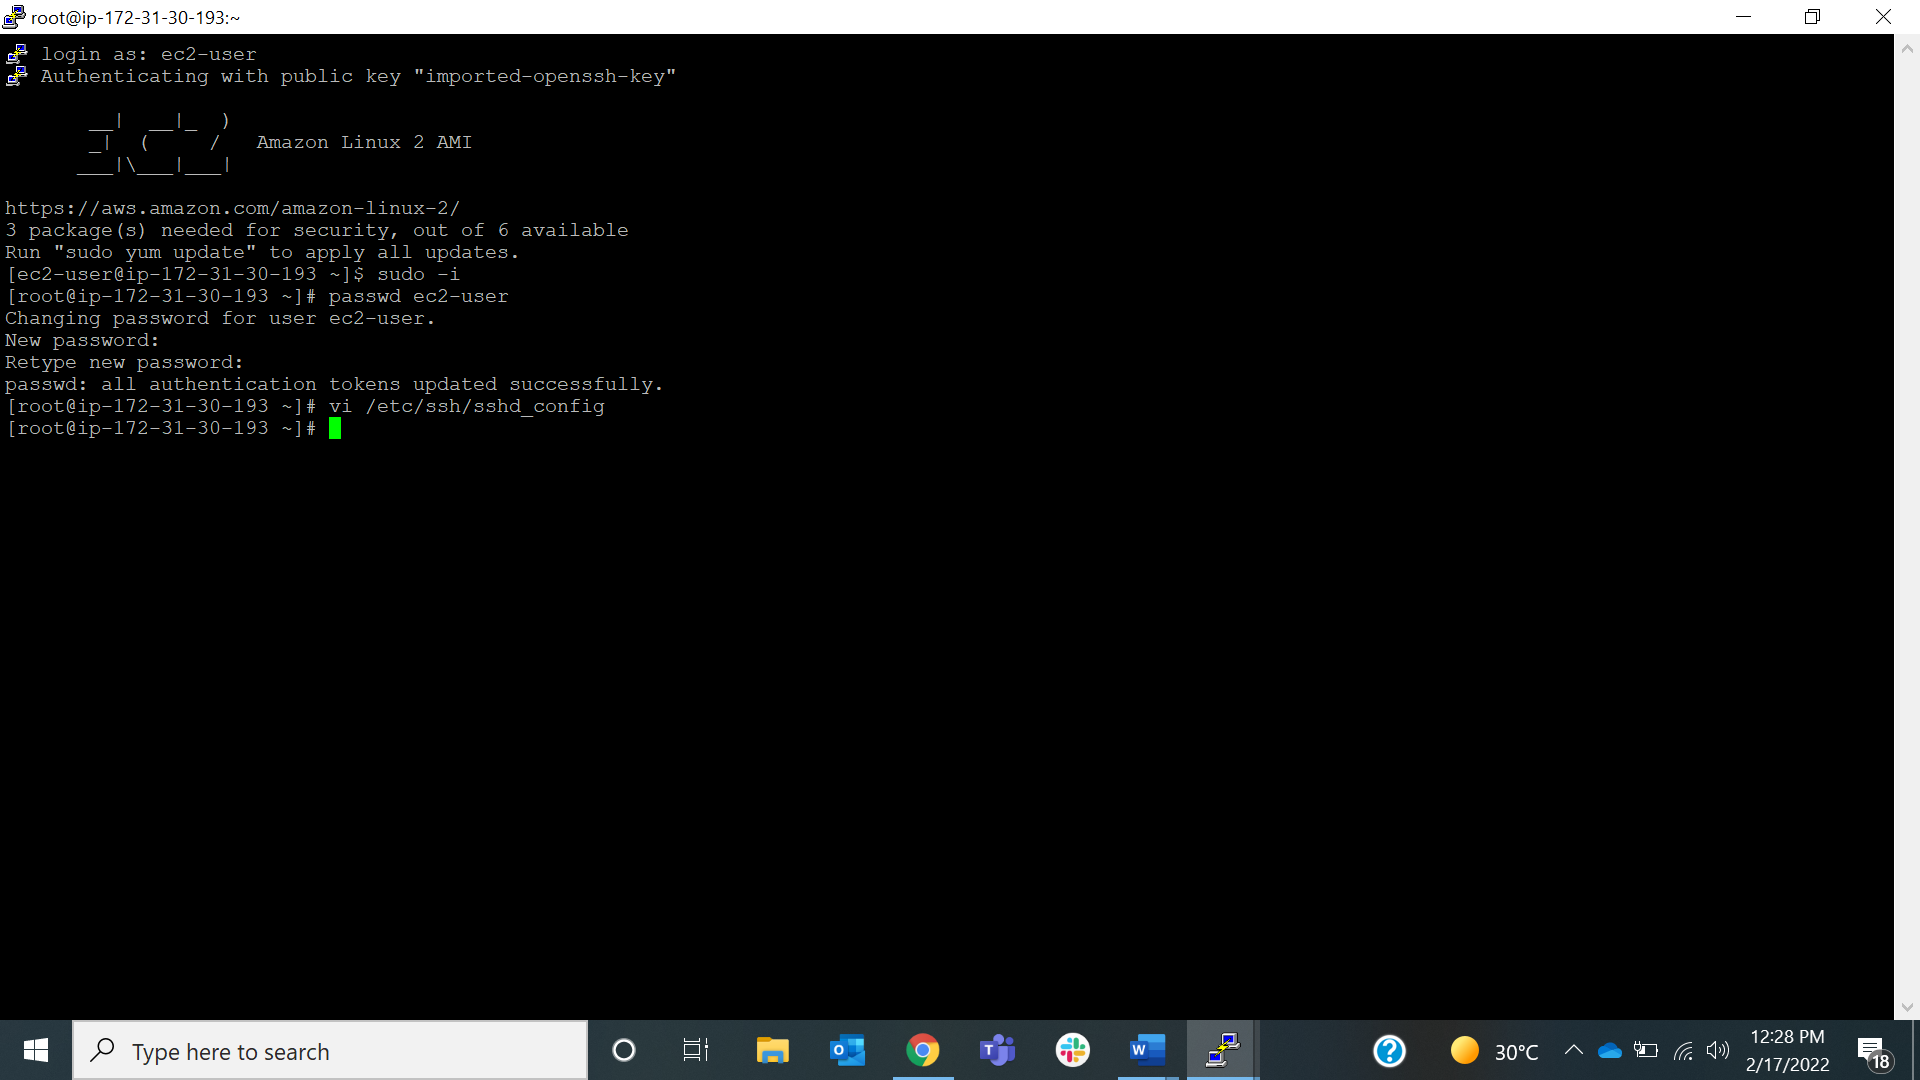 root@ip-172-31-30-193:~
login as: ec2-user
Authenticating with public key "imported-openssh-key"
       __|  __|_  )
       _|  (     /   Amazon Linux 2 AMI
      ___|\___|___|
https://aws.amazon.com/amazon-linux-2/
3 package(s) needed for security, out of 6 available
Run "sudo yum update" to apply all updates.
[ec2-user@ip-172-31-30-193 ~]$ sudo -i
[root@ip-172-31-30-193 ~]# passwd ec2-user
Changing password for user ec2-user.
New password:
Retype new password:
passwd: all authentication tokens updated successfully.
[root@ip-172-31-30-193 ~]# vi /etc/ssh/sshd_config
[root@ip-172-31-30-193 ~]#
Type here to search
30°C
12:28 PM
2/17/2022
18